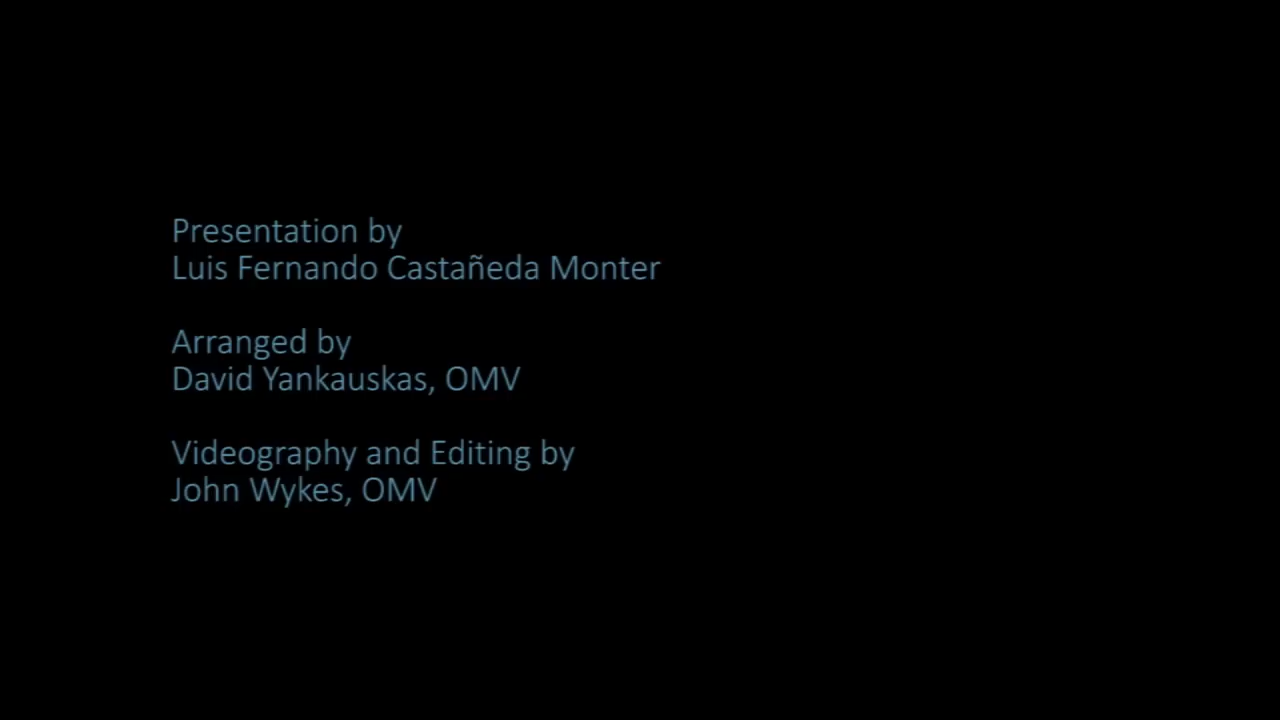 Presentation by
Luis Fernando Castañeda Monter
Arranged by
David Yankauskas, OMV
Videography and Editing by
John Wykes, OMV